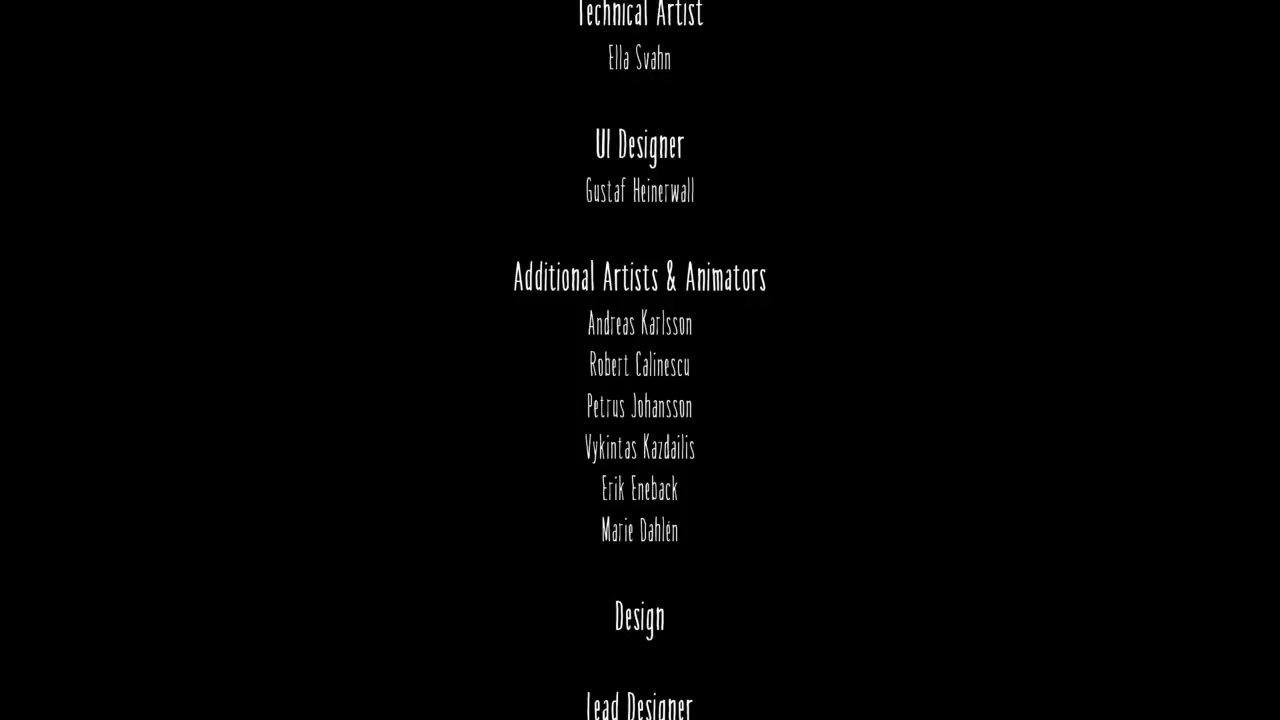 Technical Artist
Ella Svahn
UI Designer
Gustaf Heinerwall
Additional Artists & Animators
Andreas Karlsson
Robert Calinescu
Petrus Johansson
Vykintas Kazdailis
Erik Eneback
Marie Dahlén
Design
Lead Designer